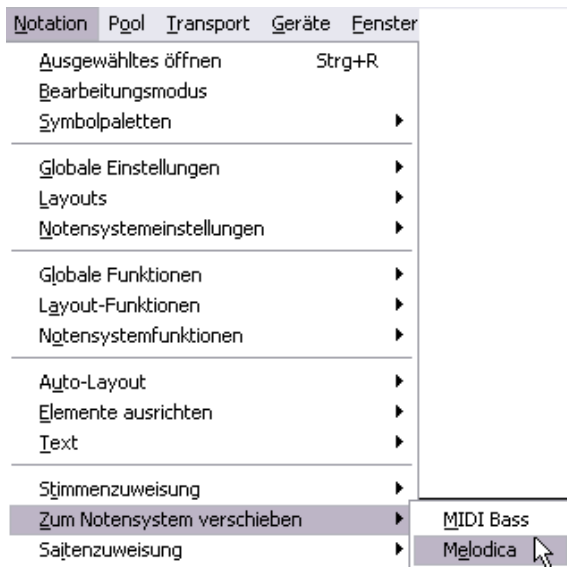 Notation Pool Transport Geräte Fenster
Ausgewähltes öffnen Strg+R
Bearbeitungsmodus
Symbolpaletten
Globale Einstellungen
Layouts
Notensystemeinstellungen
Globale Funktionen
Layout-Funktionen
Notensystemfunktionen
Auto-Layout
Elemente ausrichten
Text
Stimmenzuweisung
Zum Notensystem verschieben MIDI Bass
Saitenzuweisung Melodica